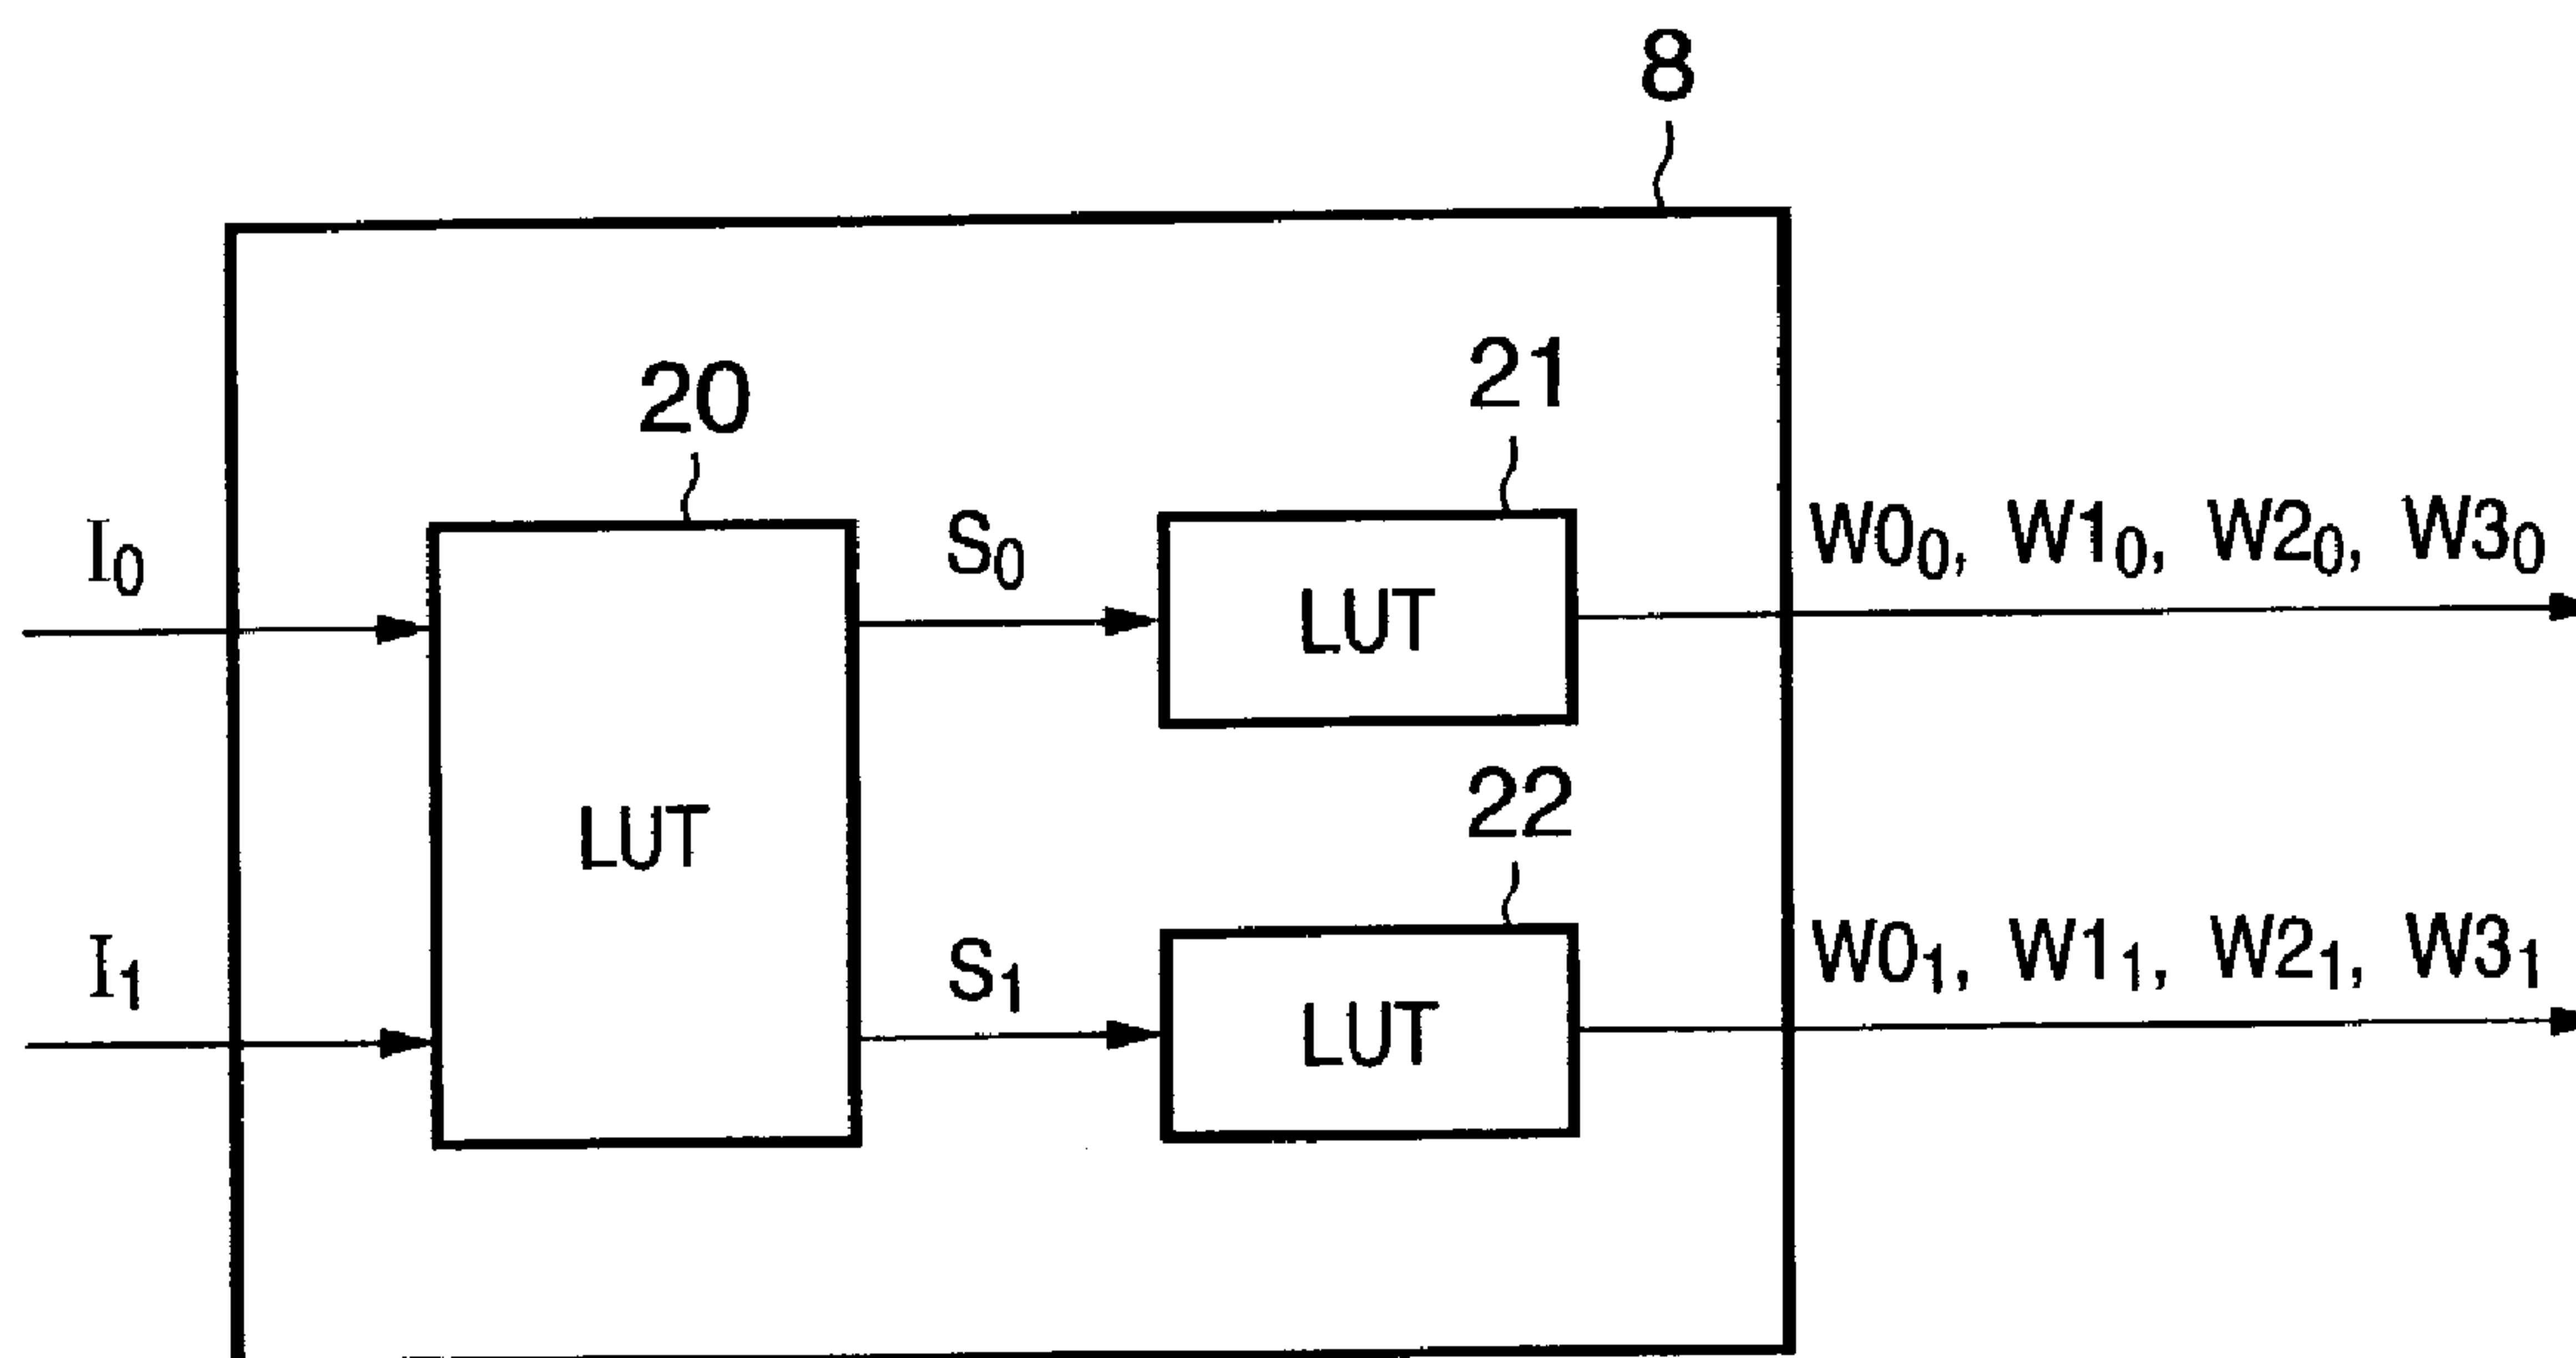 8
20
21
I₀
S₀
LUT
W0₀, W1₀, W2₀, W3₀
LUT
22
I₁
S₁
LUT
W0₁, W1₁, W2₁, W3₁